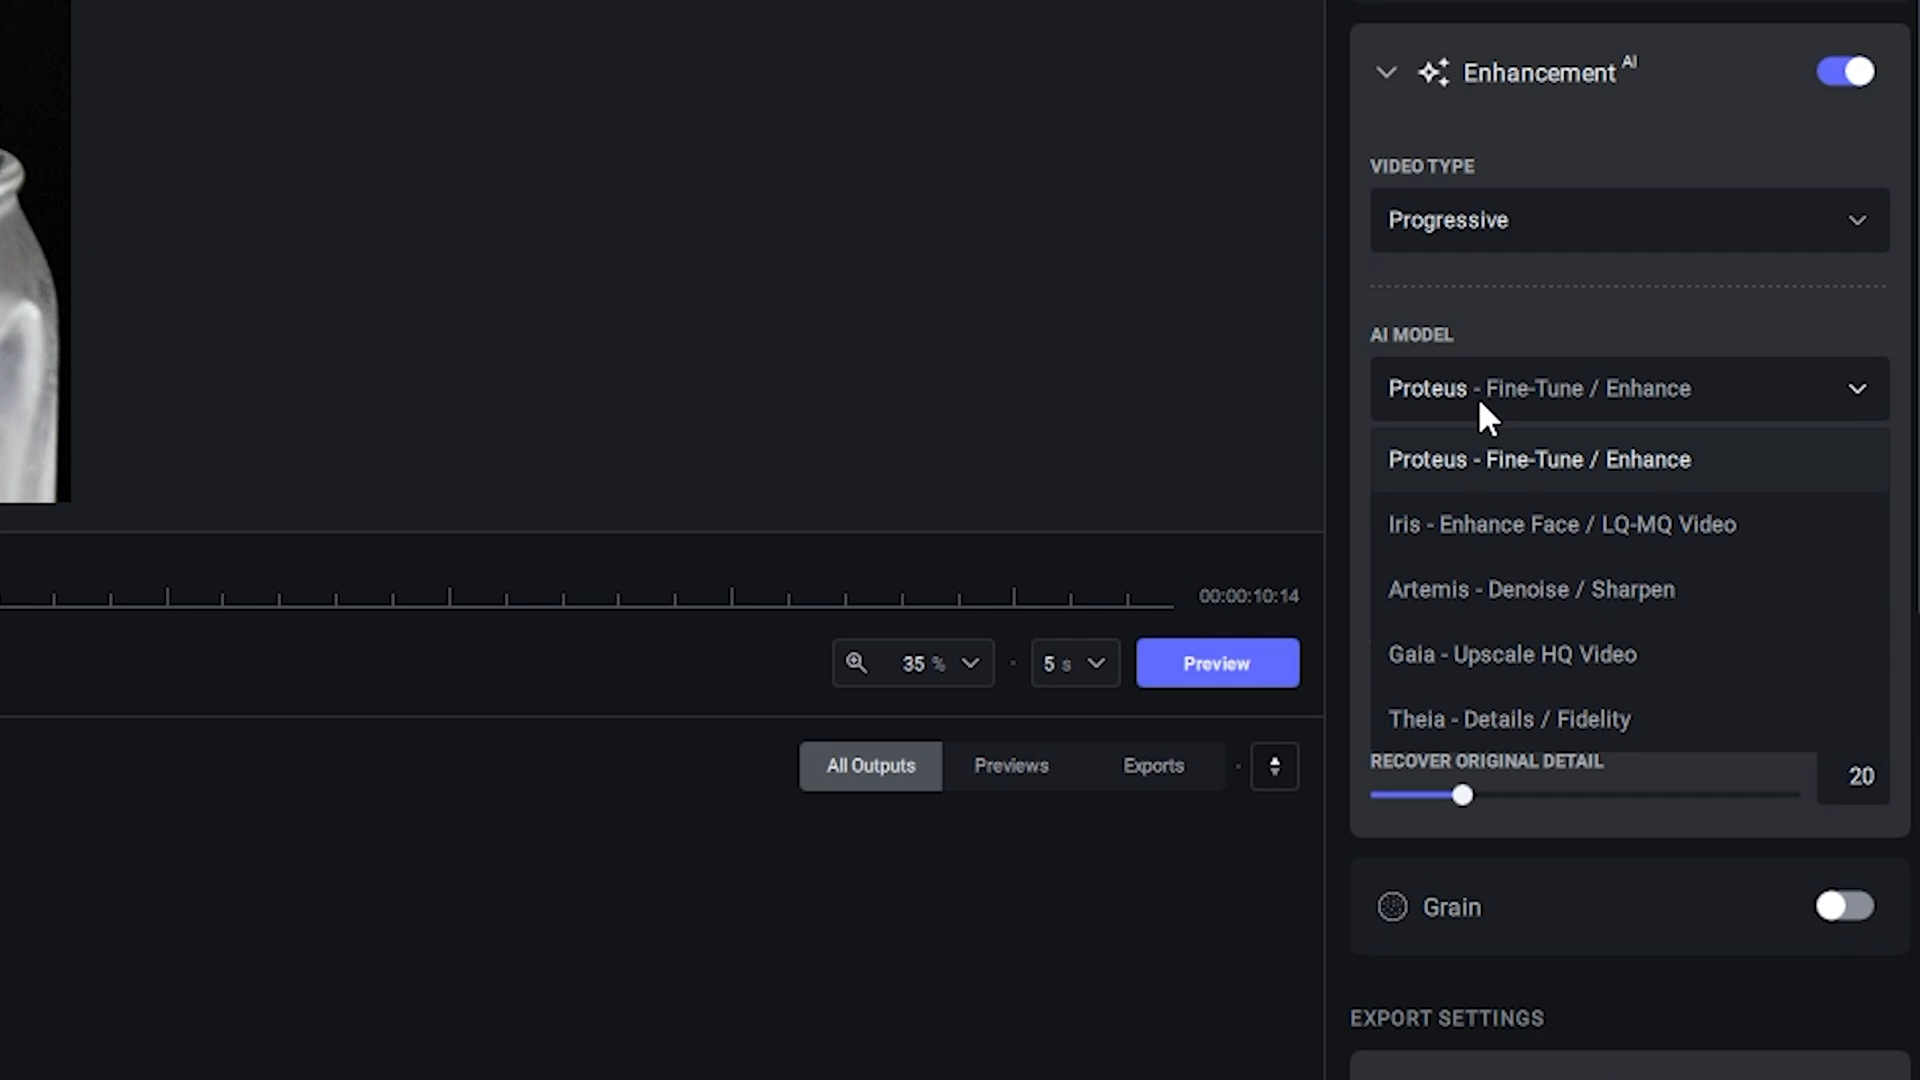 Enhancement AI
VIDEO TYPE
Progressive
AI MODEL
Proteus - Fine-Tune / Enhance
Proteus - Fine-Tune / Enhance
Iris - Enhance Face / LQ-MQ Video
Artemis - Denoise / Sharpen
Gaia - Upscale HQ Video
Theia - Details / Fidelity
RECOVER ORIGINAL DETAIL
20
Grain
EXPORT SETTINGS
00:00:10:14
35 % 5 s Preview
All Outputs Previews Exports